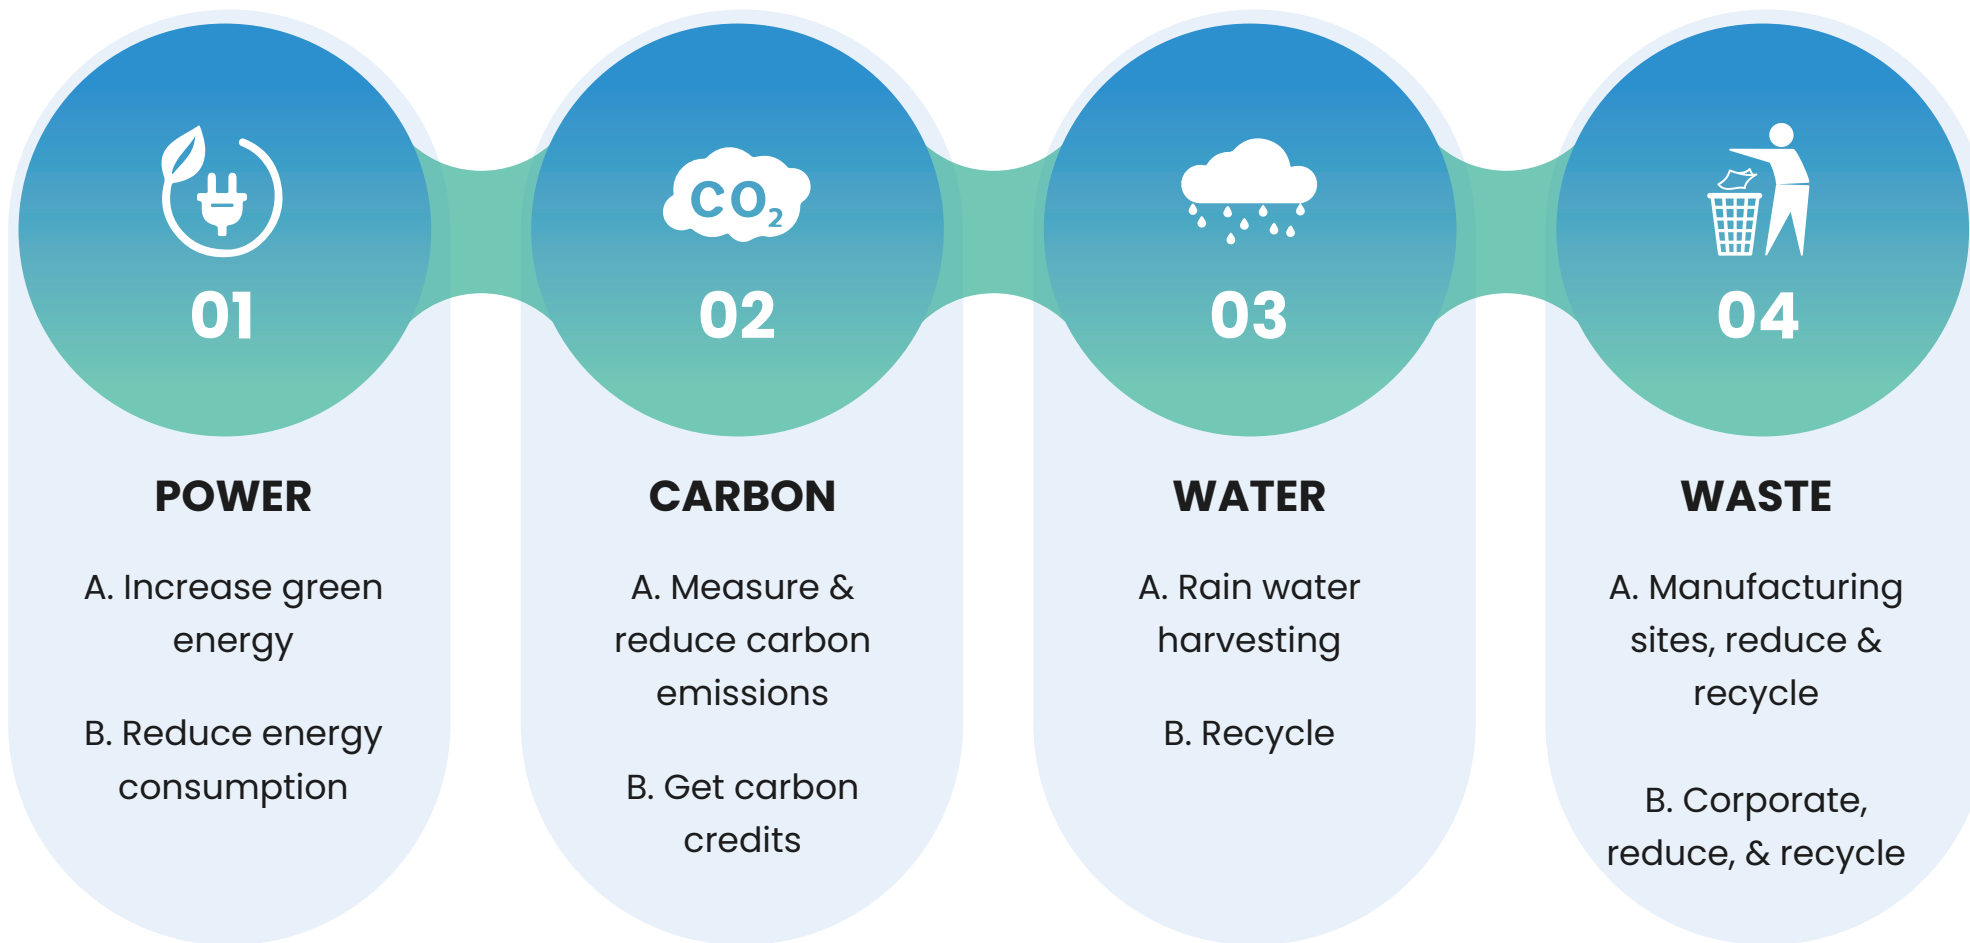 01
POWER
A. Increase green
energy
B. Reduce energy
consumption
CO₂
02
CARBON
A. Measure &
reduce carbon
emissions
B. Get carbon
credits
03
WATER
A. Rain water
harvesting
B. Recycle
04
WASTE
A. Manufacturing
sites, reduce &
recycle
B. Corporate,
reduce, & recycle